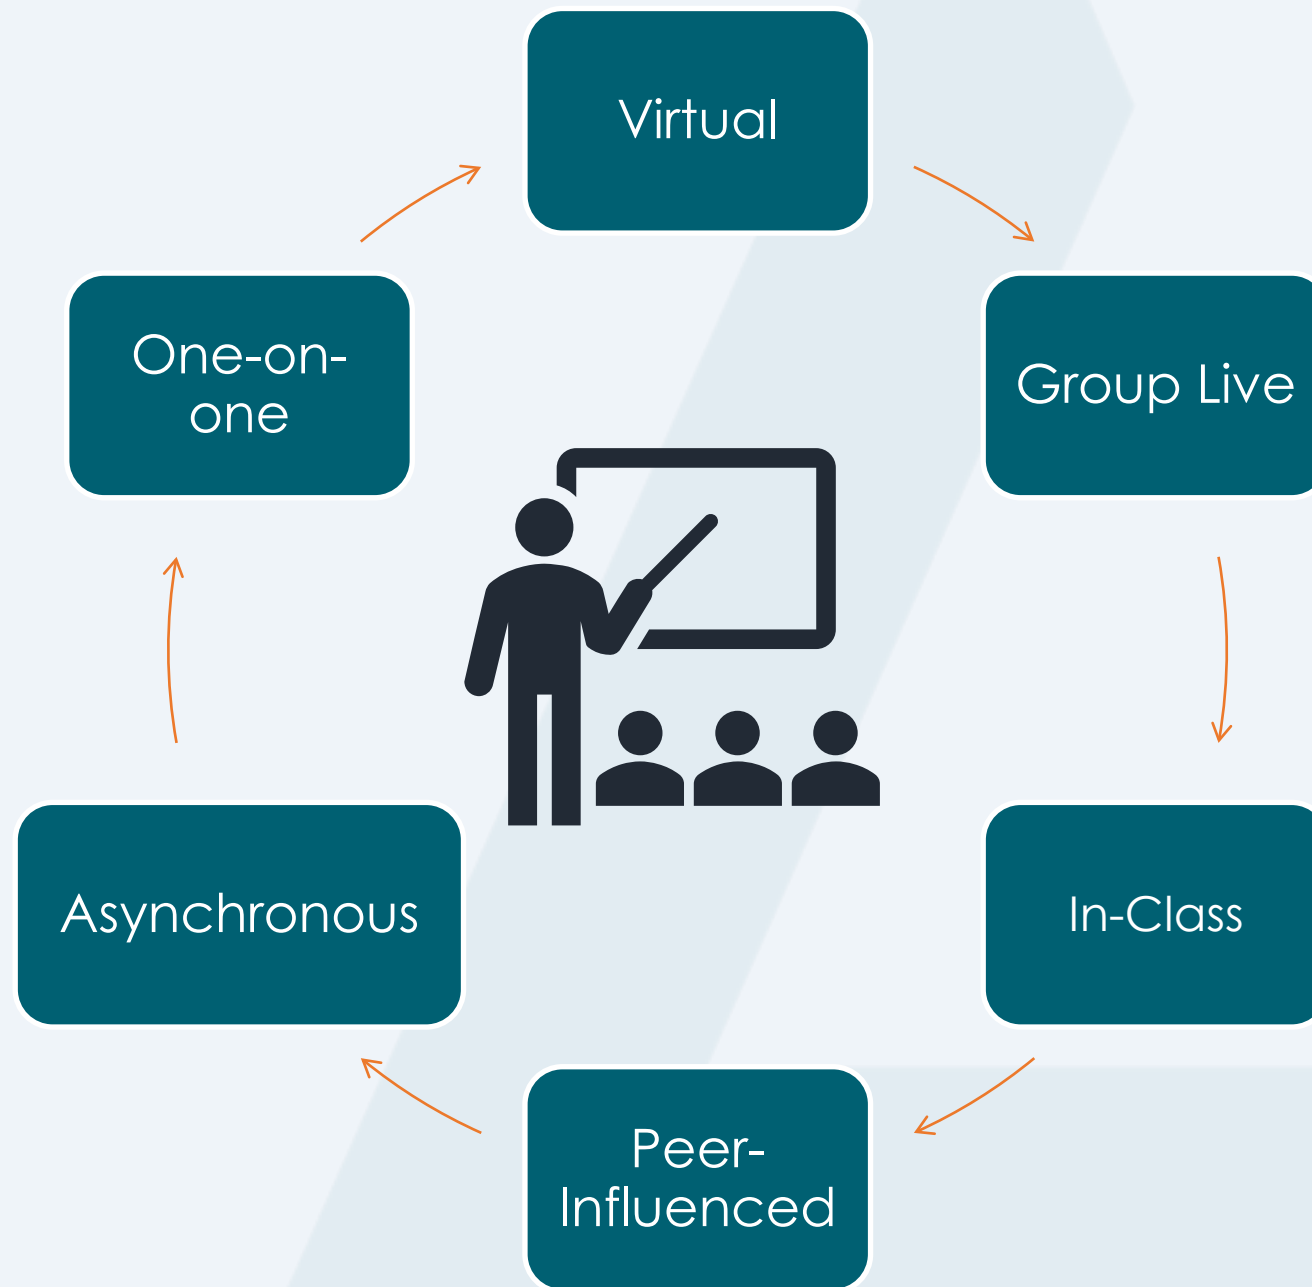 Virtual
Group Live
In-Class
Peer-
Influenced
Asynchronous
One-on-
one